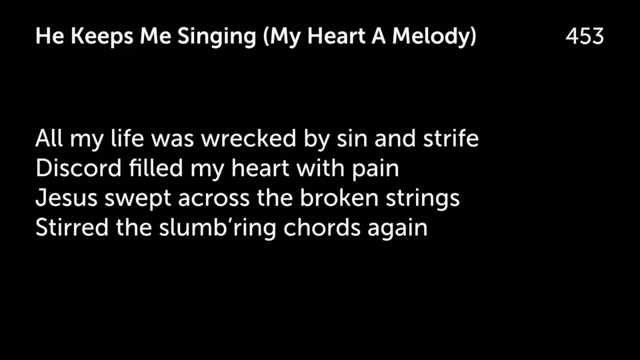 He Keeps Me Singing (My Heart A Melody) 453
All my life was wrecked by sin and strife
Discord filled my heart with pain
Jesus swept across the broken strings
Stirred the slumb’ring chords again